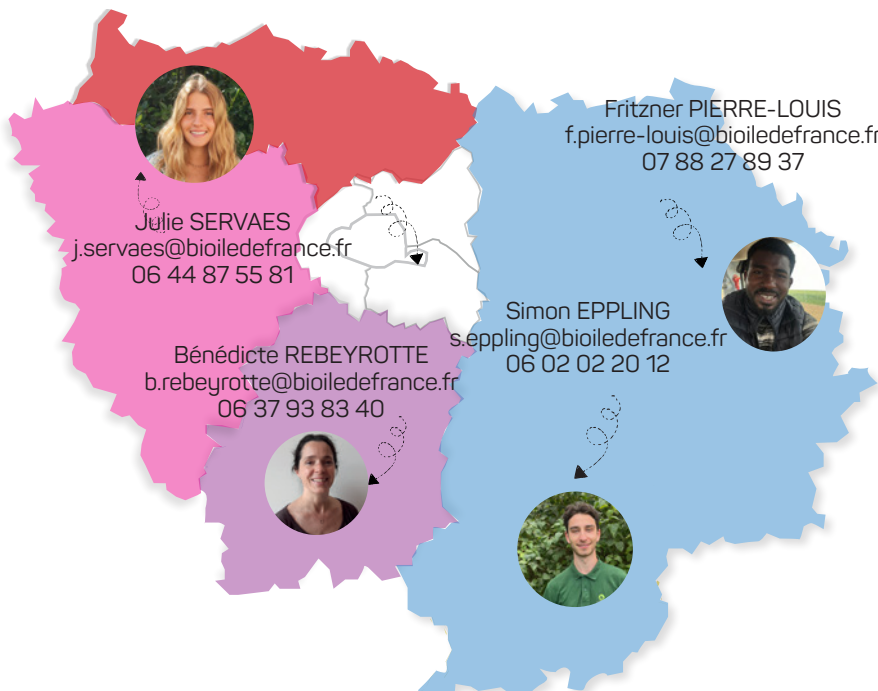 Fritzner PIERRE-LOUIS
f.pierre-louis@bioiledefrance.fr
07 88 27 89 37
Julie SERVAES
j.servaes@bioiledefrance.fr
06 44 87 55 81
Simon EPPLING
s.eppling@bioiledefrance.fr
06 02 02 20 12
Bénédicte REBEYROTTE
b.rebeyrotte@bioiledefrance.fr
06 37 93 83 40